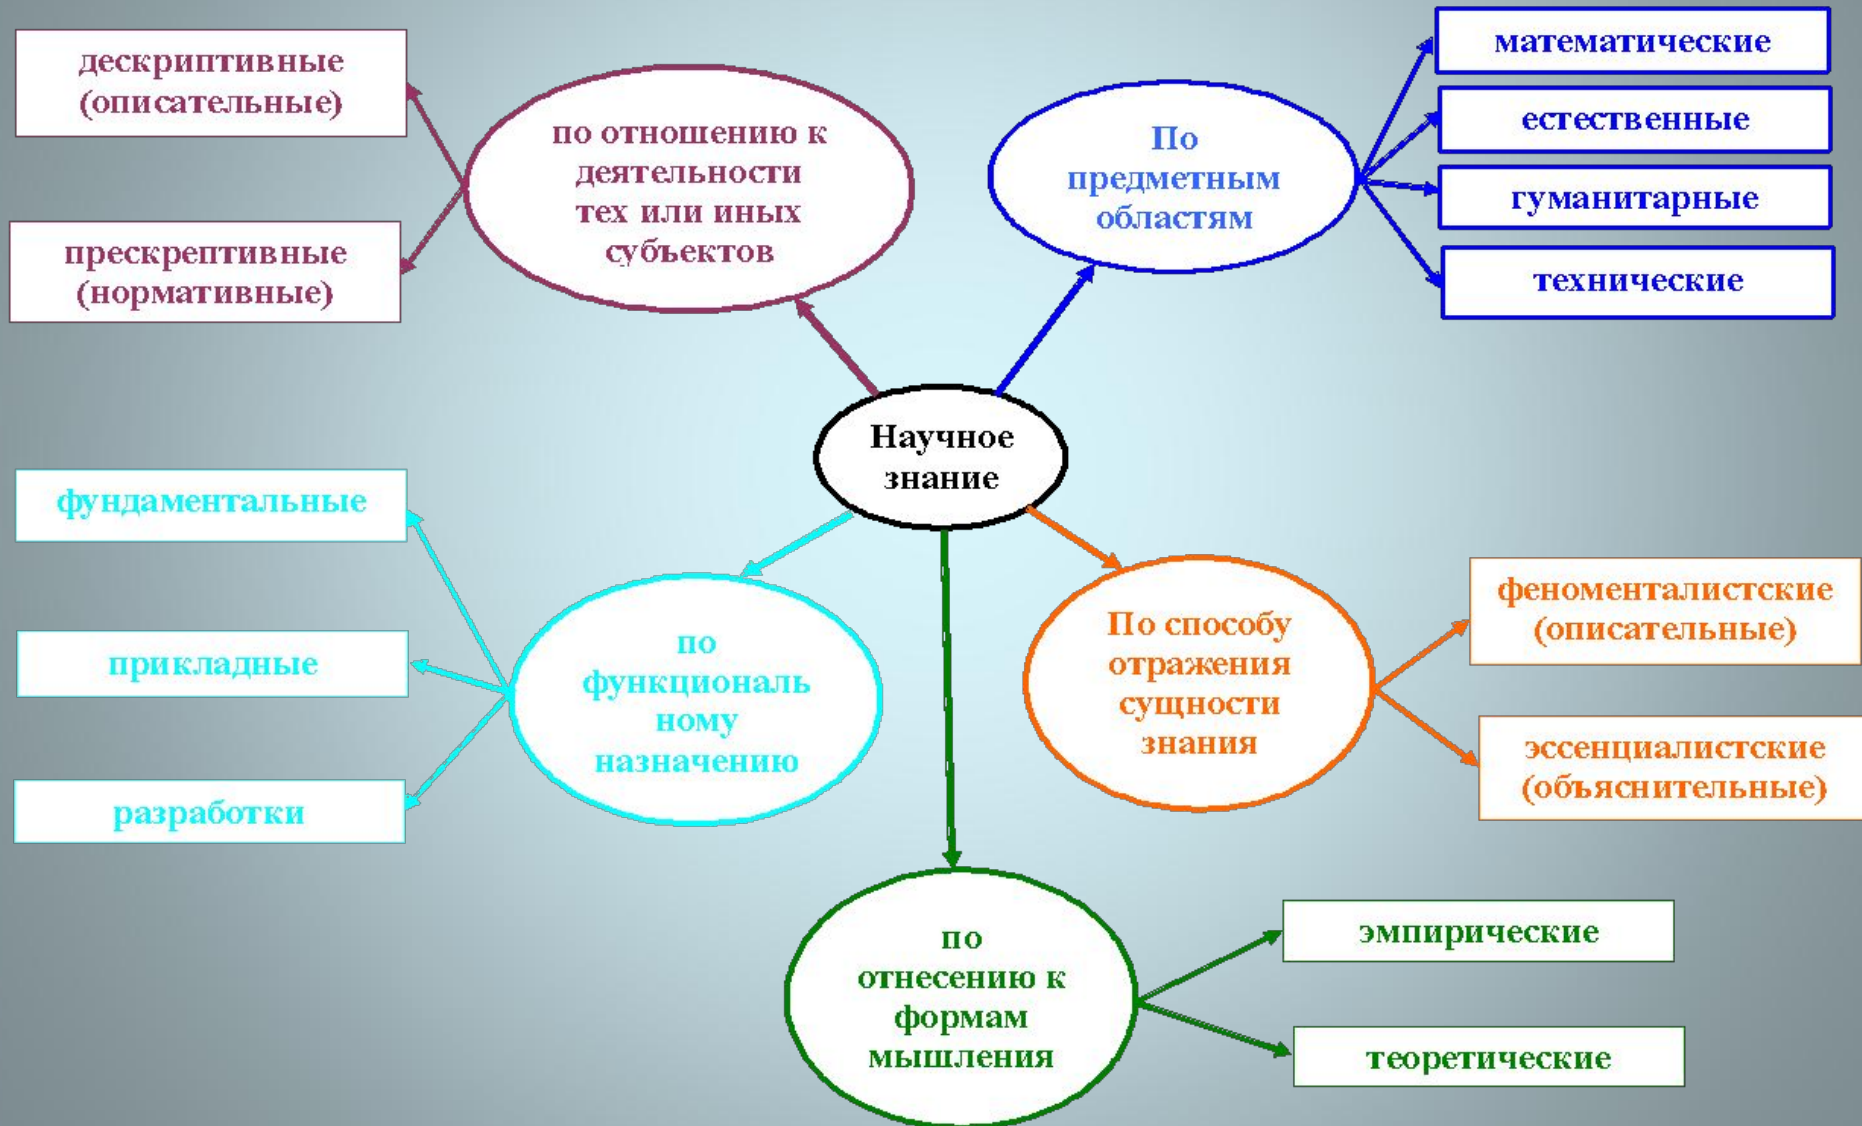 дескриптивные
(описательные)
прескрептивные
(нормативные)
по отношению к
деятельности
тех или иных
субъектов
По
предметным
областям
математические
естественные
гуманитарные
технические
Научное
знание
фундаментальные
прикладные
разработки
по
функциональ
ному
назначению
По способу
отражения
сущности
знания
феноменталистские
(описательные)
эссенциалистские
(объяснительные)
по
отнесению к
формам
мышления
эмпирические
теоретические